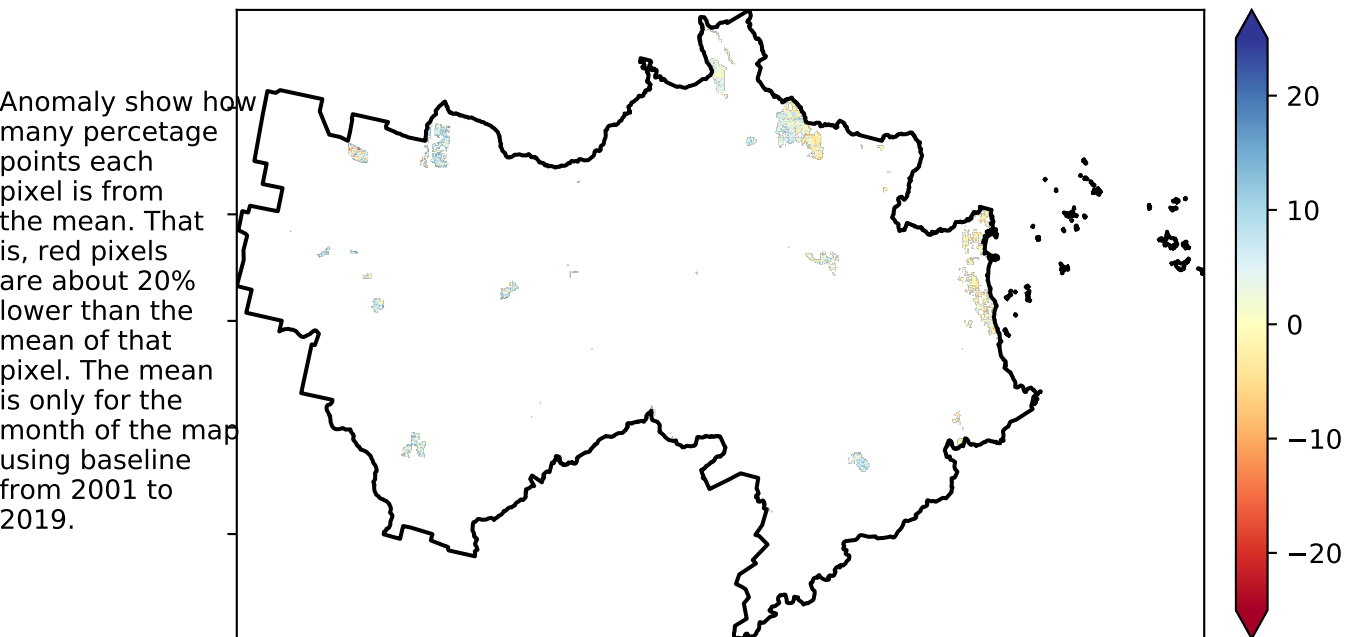 Anomaly show how
many percetage
points each
pixel is from
the mean. That
is, red pixels
are about 20%
lower than the
mean of that
pixel. The mean
is only for the
month of the map
using baseline
from 2001 to
2019.
20
10
0
−10
−20